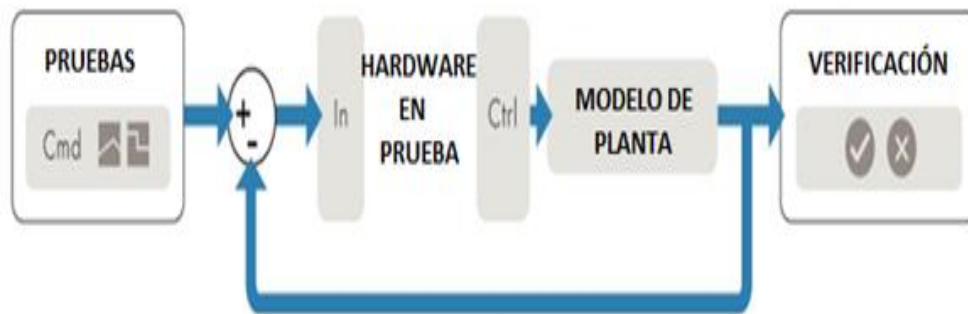 PRUEBAS
Cmd
+
-
In
HARDWARE
EN
PRUEBA
Ctrl
MODELO DE
PLANTA
VERIFICACIÓN